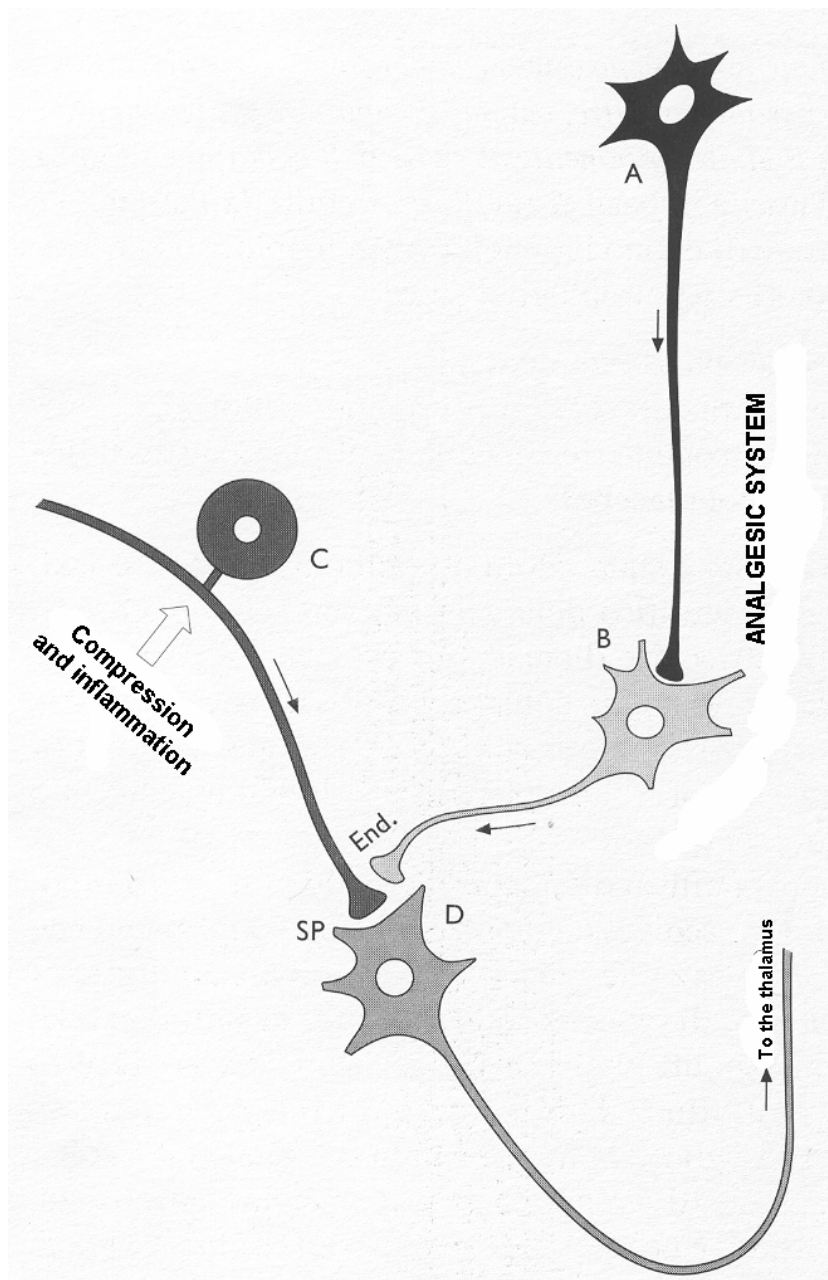 A
ANALGESIC SYSTEM
C
Compression
and inflammation
B
End.
SP
D
To the thalamus